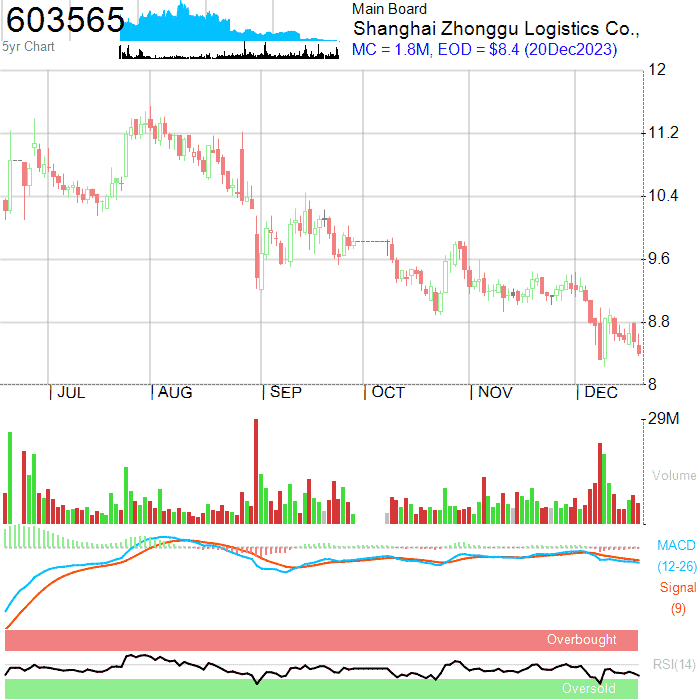 603565
5yr Chart
Main Board
Shanghai Zhonggu Logistics Co.,
MC = 1.8M, EOD = $8.4 (20Dec2023)
12
11.2
10.4
9.6
8.8
8
JUL AUG SEP OCT NOV DEC
29M
Volume
MACD
(12-26)
Signal
(9)
Overbought
RSI(14)
Oversold